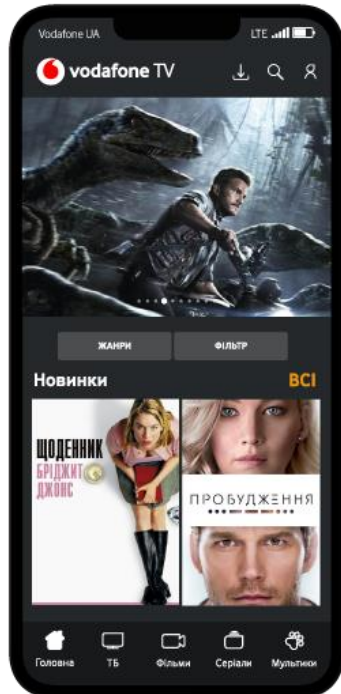 Vodafone UA
LTE
vodafone TV
ЖАНРИ
ФІЛЬТР
Новинки
ВСІ
ЩОДЕННИК
БРІДЖИТ
ДЖОНС
ПРОБУДЖЕННЯ
Головна
ТБ
Фільми
Серіали
Мультики